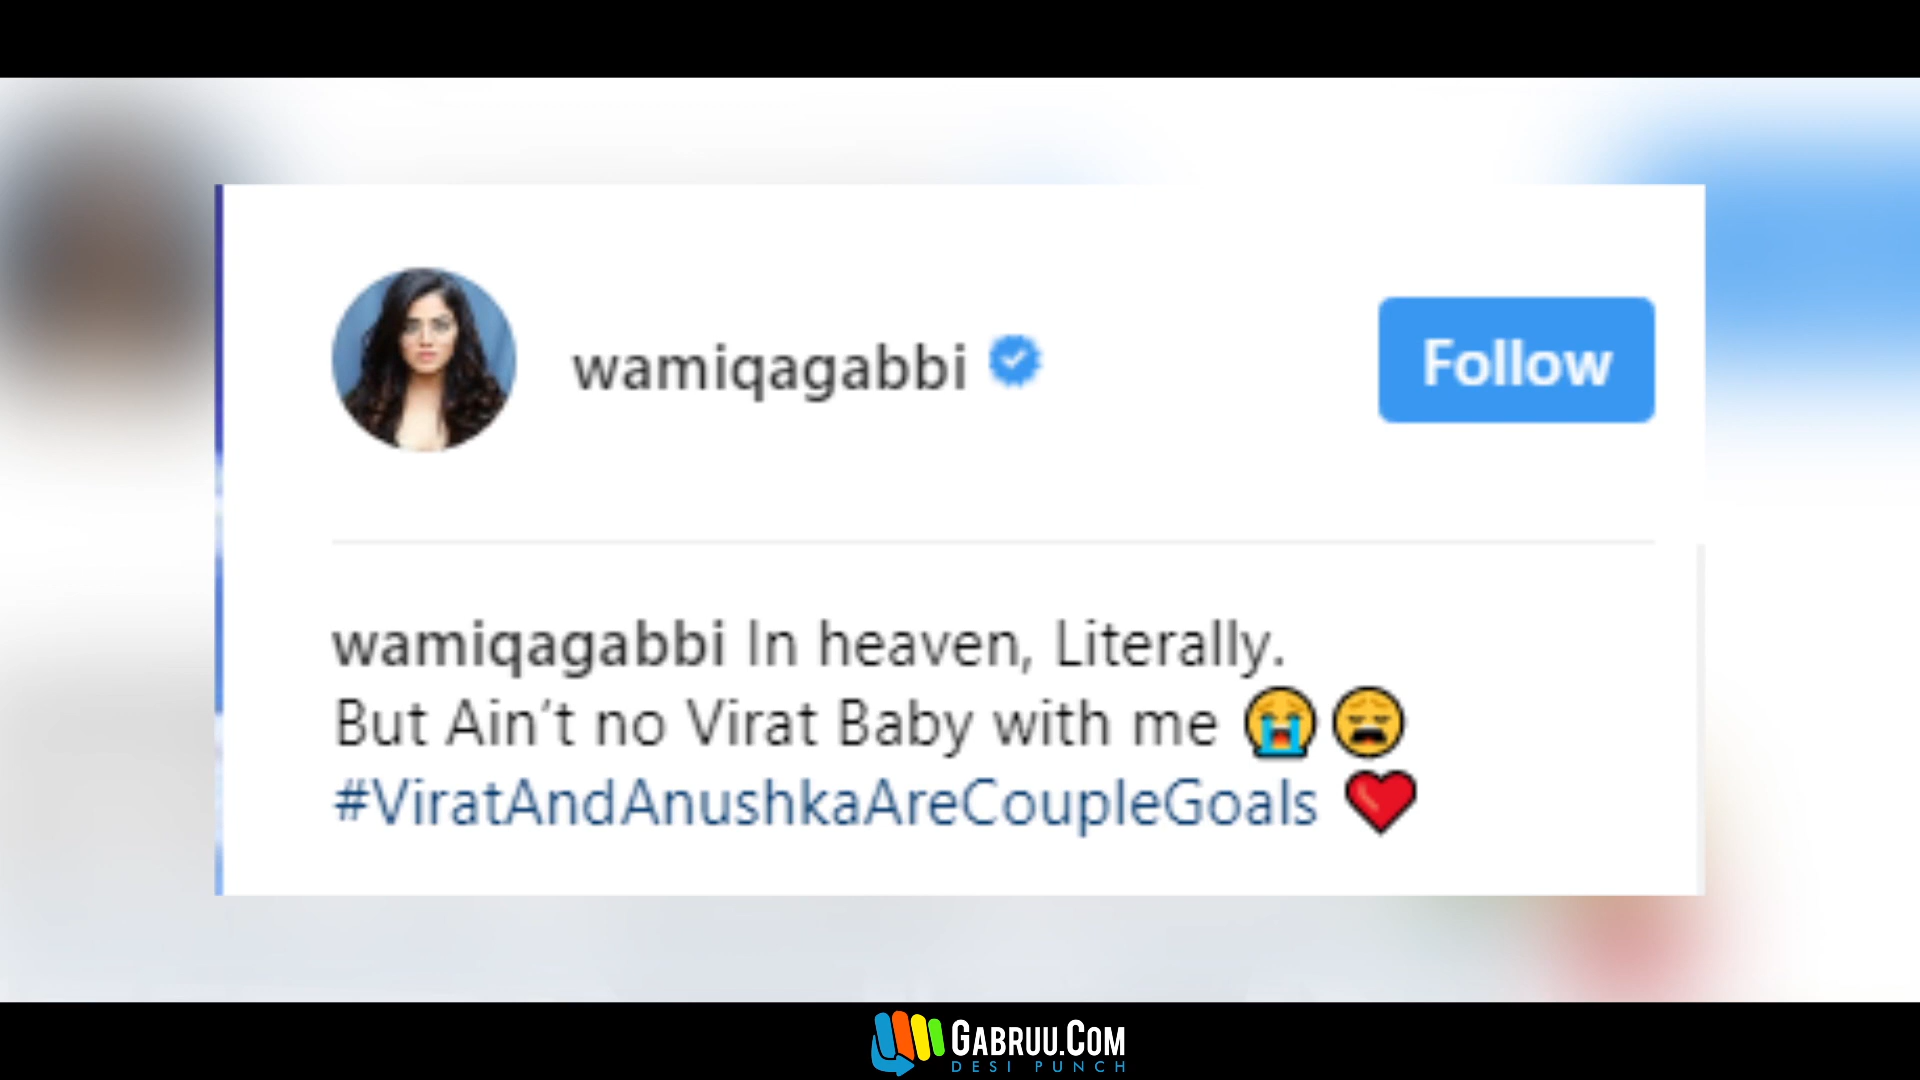 wamiqagabbi
Follow
wamiqagabbi In heaven, Literally.
But Ain't no Virat Baby with me 😭😩
#ViratAndAnushkaAreCoupleGoals ❤️
GABRUU.COM
DESI PUNCH